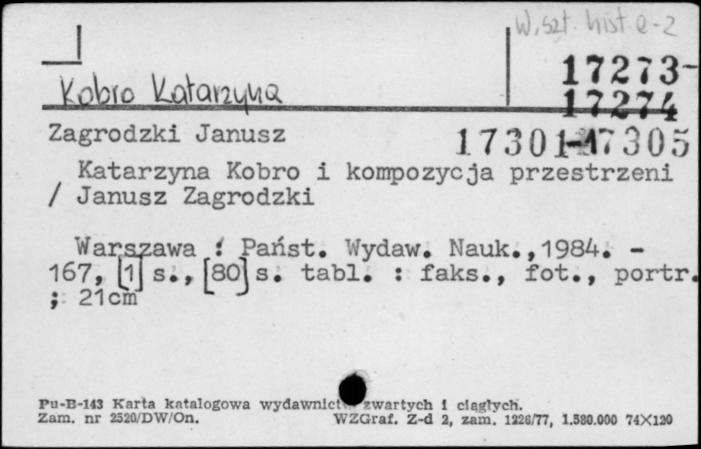 W. szt. hist. e-2
17273-
17274
Kobro Katarzyna
Zagrodzki Janusz
17301-17305
Katarzyna Kobro i kompozycja przestrzeni
/ Janusz Zagrodzki
Warszawa : Państ. Wydaw. Nauk.,1984. -
167, [1] s., [80] s. tabl. : faks., fot., portr.
; 21cm
Pu-B-143 Karta katalogowa wydawnict zwartych i ciągłych.
Zam. nr 2520/DW/On. WZGraf. Z-d 2, zam. 1226/77, 1.580.000 74X120